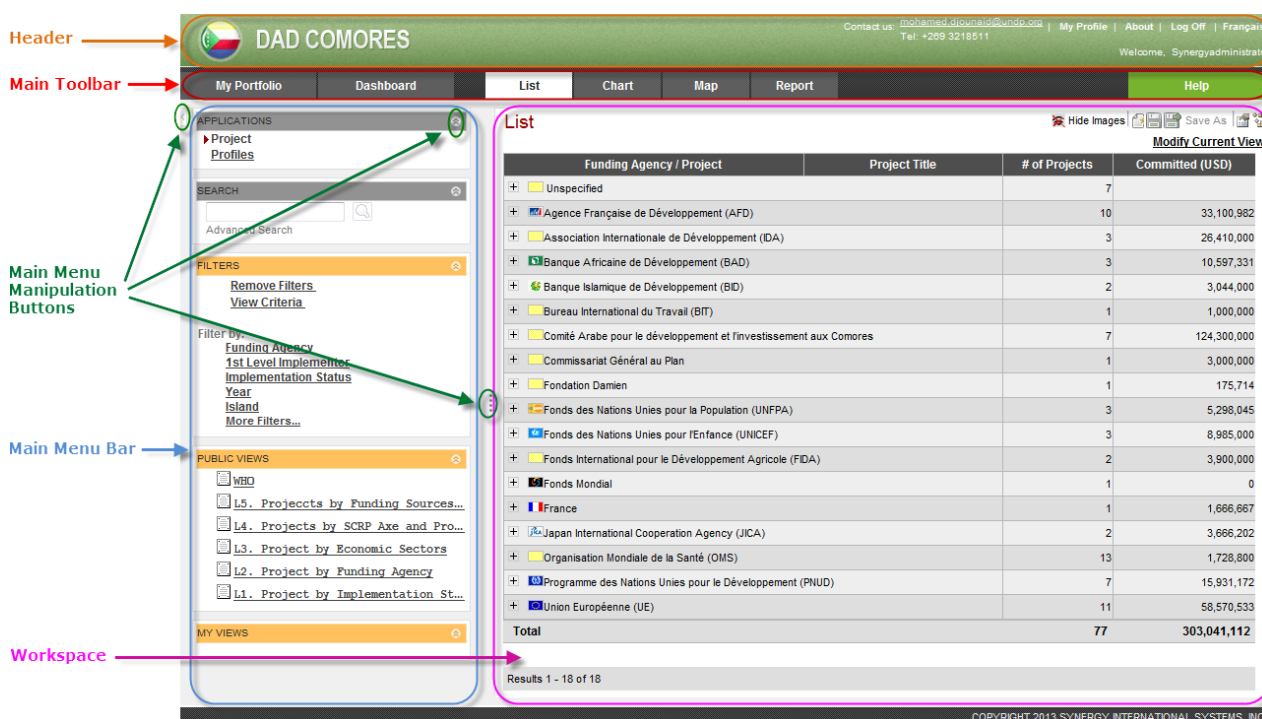 Header
DAD COMORES
Contact us: mohamed.djounaid@undp.org | My Profile | About | Log Off | Français
Tel: +269 3218511
Welcome, Synergyadministrato
Main Toolbar
My Portfolio Dashboard List Chart Map Report Help
APPLICATIONS
Project
Profiles
SEARCH
Advanced Search
Main Menu
Manipulation
Buttons
FILTERS
Remove Filters
View Criteria
Filter by:
Funding Agency
1st Level Implementer
Implementation Status
Year
Island
More Filters...
Main Menu Bar
PUBLIC VIEWS
WHO
L5. Projeccts by Funding Sources...
L4. Projects by SCRP Axe and Pro...
L3. Project by Economic Sectors
L2. Project by Funding Agency
L1. Project by Implementation St...
MY VIEWS
Workspace
List
Hide Images Save As
Modify Current View
Funding Agency / Project Project Title # of Projects Committed (USD)
Unspecified 7
Agence Française de Développement (AFD) 10 33,100,982
Association Internationale de Développement (IDA) 3 26,410,000
Banque Africaine de Développement (BAD) 3 10,597,331
Banque Islamique de Développement (BID) 2 3,044,000
Bureau International du Travail (BIT) 1 1,000,000
Comité Arabe pour le développement et l'investissement aux Comores 7 124,300,000
Commissariat Général au Plan 1 3,000,000
Fondation Damien 1 175,714
Fonds des Nations Unies pour la Population (UNFPA) 3 5,298,045
Fonds des Nations Unies pour l'Enfance (UNICEF) 3 8,985,000
Fonds International pour le Développement Agricole (FIDA) 2 3,900,000
Fonds Mondial 1 0
France 1 1,666,667
Japan International Cooperation Agency (JICA) 2 3,666,202
Organisation Mondiale de la Santé (OMS) 13 1,728,800
Programme des Nations Unies pour le Développement (PNUD) 7 15,931,172
Union Européenne (UE) 11 58,570,533
Total 77 303,041,112
Results 1 - 18 of 18
COPYRIGHT 2013 SYNERGY INTERNATIONAL SYSTEMS, INC